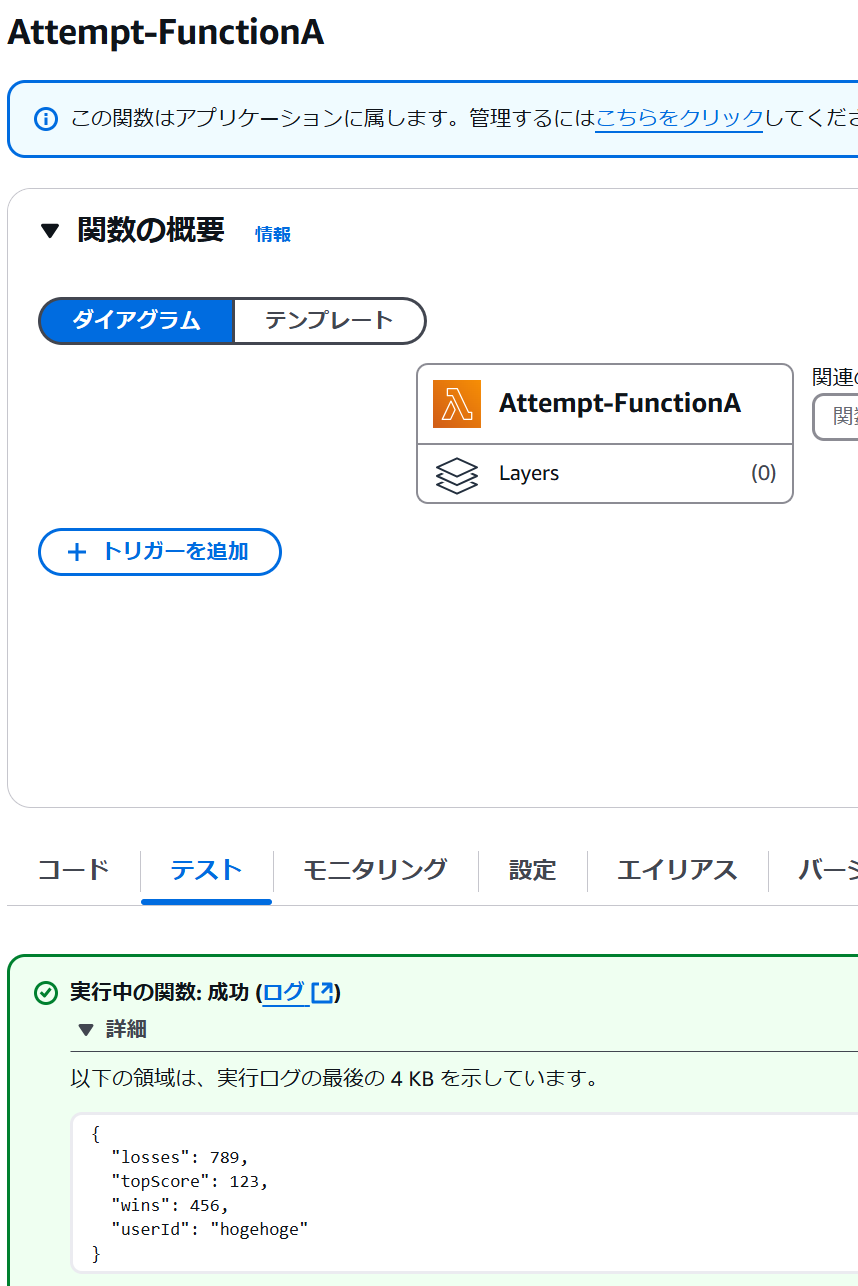 Attempt-FunctionA
この関数はアプリケーションに属します。管理するにはこちらをクリックしてくださ
関数の概要 情報
ダイアグラム テンプレート
Attempt-FunctionA
Layers (0)
関連の
関数
+ トリガーを追加
コード テスト モニタリング 設定 エイリアス バージ
実行中の関数: 成功 (ログ)
詳細
以下の領域は、実行ログの最後の 4 KB を示しています。
{
"losses": 789,
"topScore": 123,
"wins": 456,
"userId": "hogehoge"
}